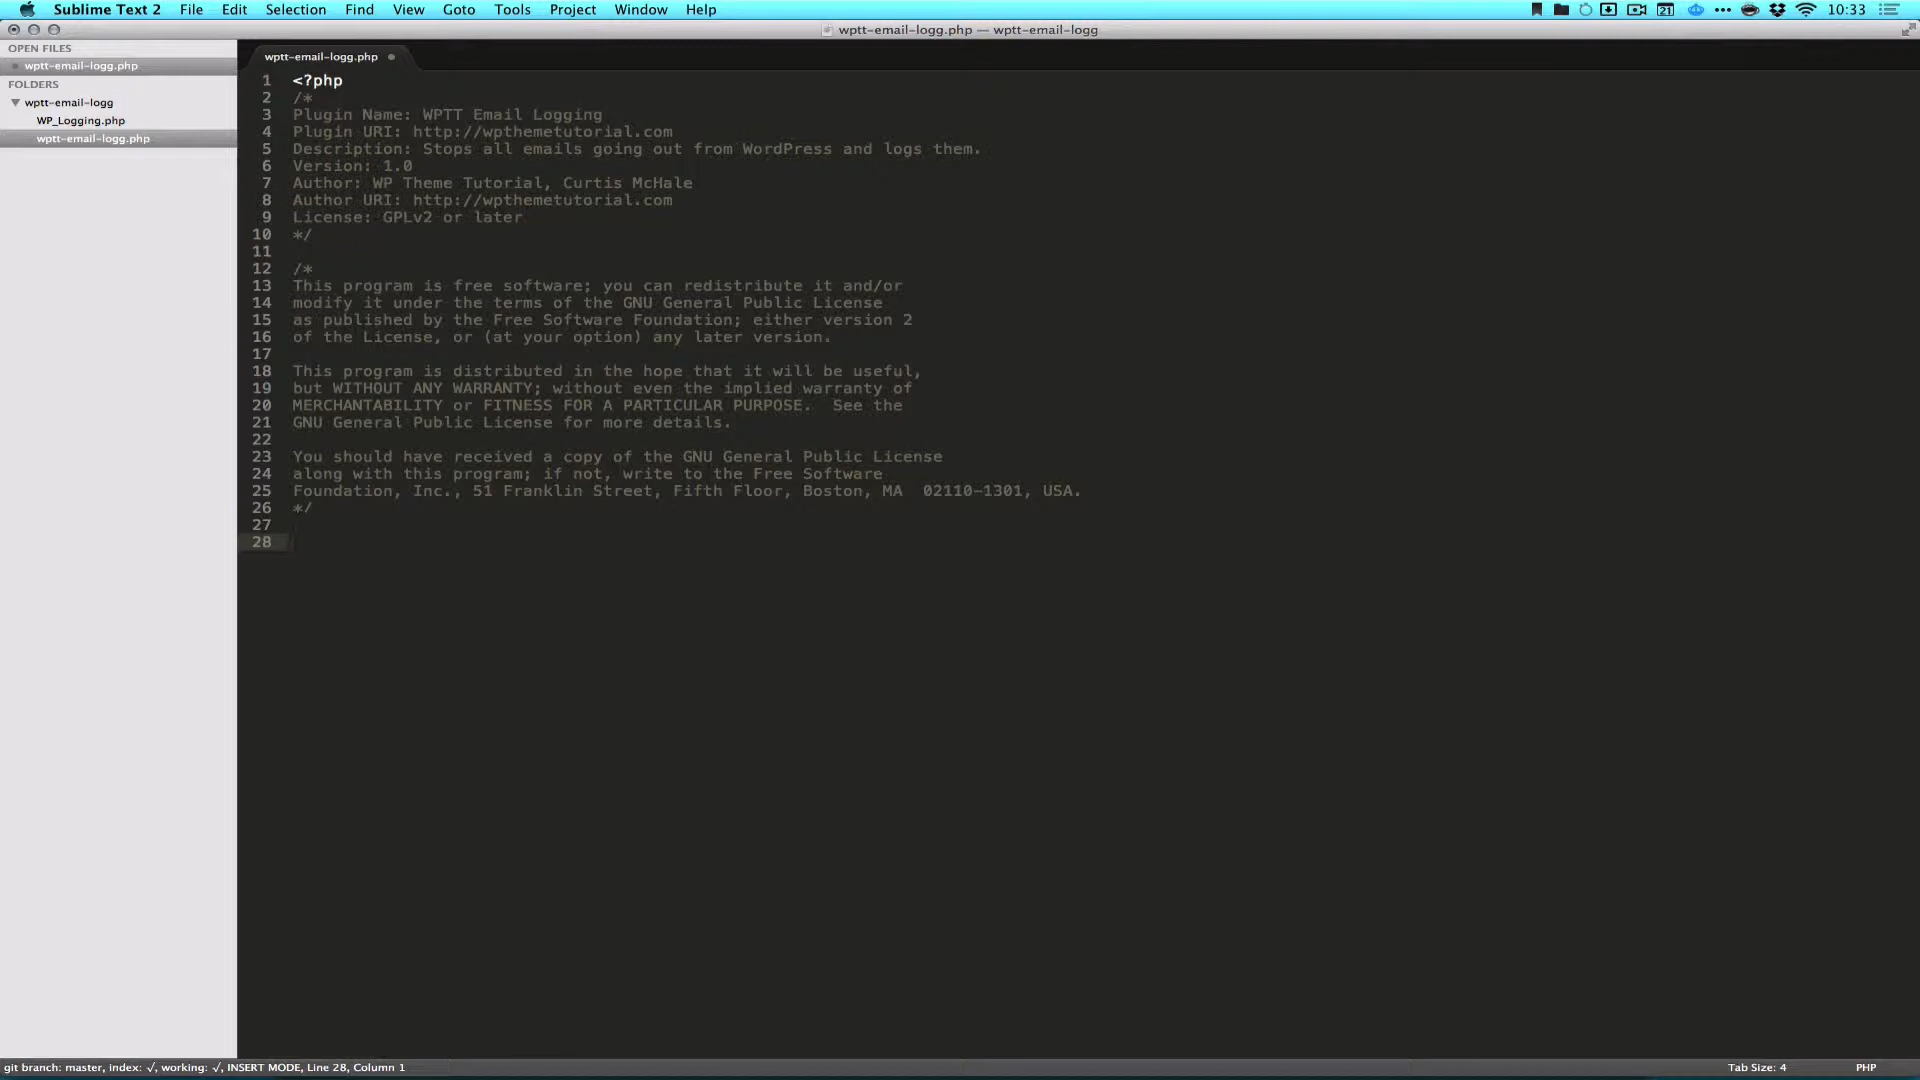 Sublime Text 2 File Edit Selection Find View Goto Tools Project Window Help 21 10:33
wptt-email-logg.php — wptt-email-logg
OPEN FILES
wptt-email-logg.php
FOLDERS
wptt-email-logg
WP_Logging.php
wptt-email-logg.php
wptt-email-logg.php
1 <?php
2 /*
3 Plugin Name: WPTT Email Logging
4 Plugin URI: http://wpthemetutorial.com
5 Description: Stops all emails going out from WordPress and logs them.
6 Version: 1.0
7 Author: WP Theme Tutorial, Curtis McHale
8 Author URI: http://wpthemetutorial.com
9 License: GPLv2 or later
10 */
11
12 /*
13 This program is free software; you can redistribute it and/or
14 modify it under the terms of the GNU General Public License
15 as published by the Free Software Foundation; either version 2
16 of the License, or (at your option) any later version.
17
18 This program is distributed in the hope that it will be useful,
19 but WITHOUT ANY WARRANTY; without even the implied warranty of
20 MERCHANTABILITY or FITNESS FOR A PARTICULAR PURPOSE.  See the
21 GNU General Public License for more details.
22
23 You should have received a copy of the GNU General Public License
24 along with this program; if not, write to the Free Software
25 Foundation, Inc., 51 Franklin Street, Fifth Floor, Boston, MA  02110-1301, USA.
26 */
27
28
git branch: master, index: √, working: √, INSERT MODE, Line 28, Column 1 Tab Size: 4 PHP